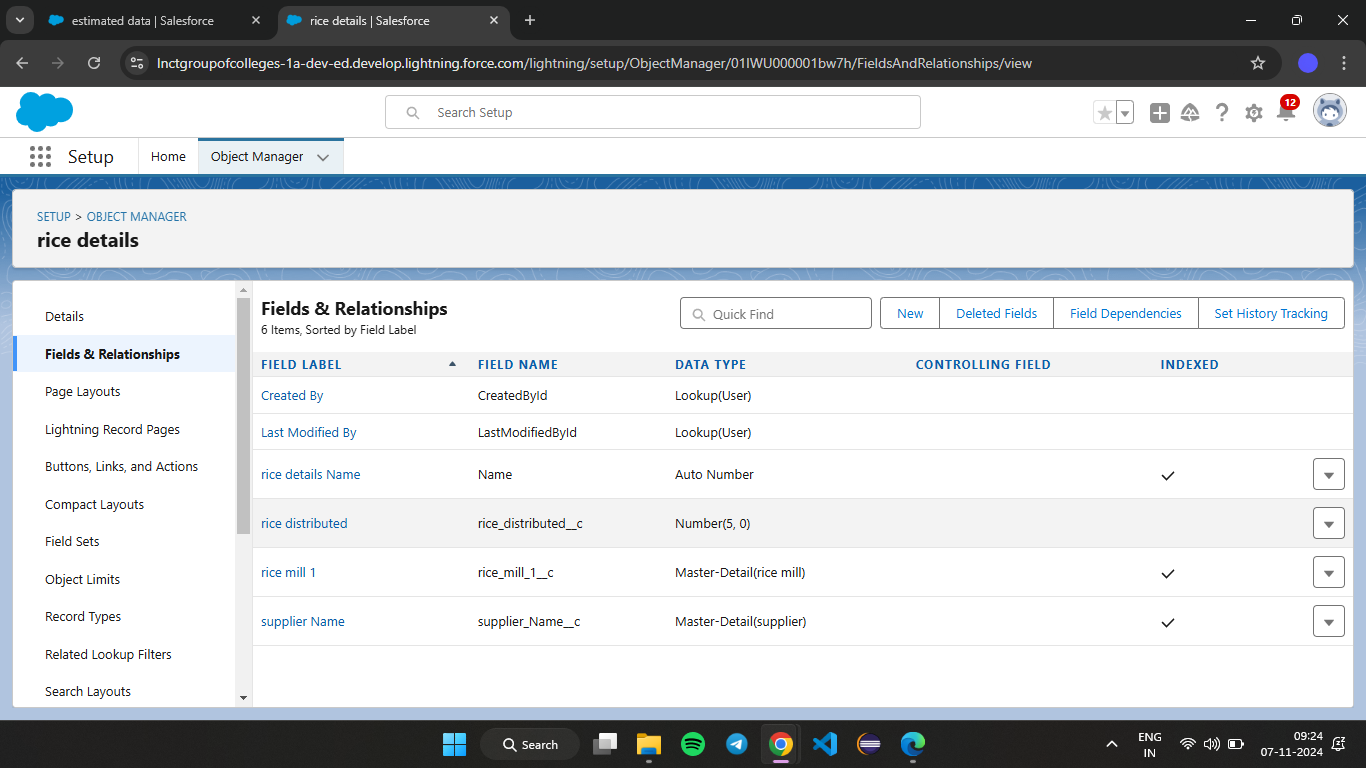 estimated data | Salesforce
rice details | Salesforce
lnctgroupofcolleges-1a-dev-ed.develop.lightning.force.com/lightning/setup/ObjectManager/01IWU000001bw7h/FieldsAndRelationships/view
Search Setup
12
Setup
Home
Object Manager
SETUP > OBJECT MANAGER
rice details
Details
Fields & Relationships
Page Layouts
Lightning Record Pages
Buttons, Links, and Actions
Compact Layouts
Field Sets
Object Limits
Record Types
Related Lookup Filters
Search Layouts
Fields & Relationships
6 Items, Sorted by Field Label
Quick Find
New
Deleted Fields
Field Dependencies
Set History Tracking
FIELD LABEL FIELD NAME DATA TYPE CONTROLLING FIELD INDEXED
Created By CreatedById Lookup(User)
Last Modified By LastModifiedById Lookup(User)
rice details Name Name Auto Number
rice distributed rice_distributed__c Number(5, 0)
rice mill 1 rice_mill_1__c Master-Detail(rice mill)
supplier Name supplier_Name__c Master-Detail(supplier)
Search
ENG
IN
09:24
07-11-2024